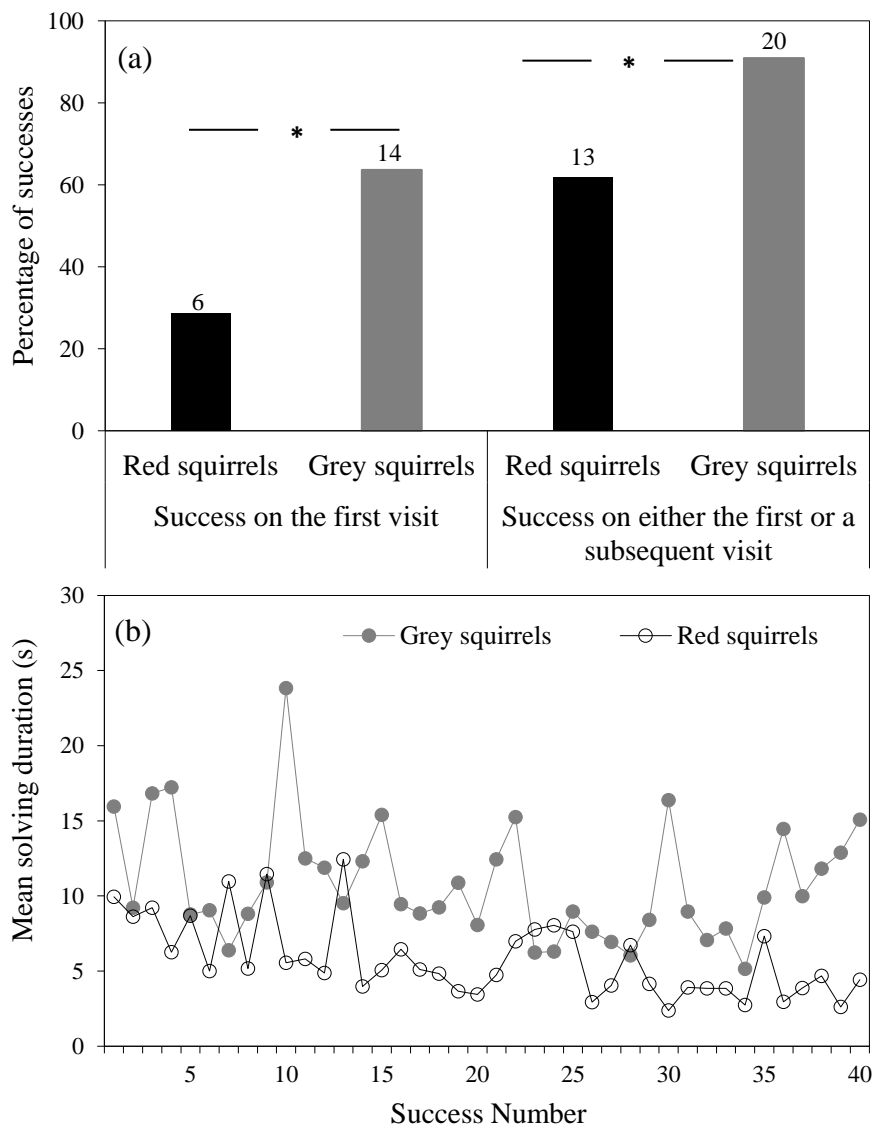 100
(a)
20
80
*
14
13
*
60
40
6
20
0
Percentage of successes
Red squirrels Grey squirrels Red squirrels Grey squirrels
Success on the first visit
Success on either the first or a
subsequent visit
30
(b)
Grey squirrels
Red squirrels
25
20
15
10
5
0
Mean solving duration (s)
5 10 15 20 25 30 35 40
Success Number